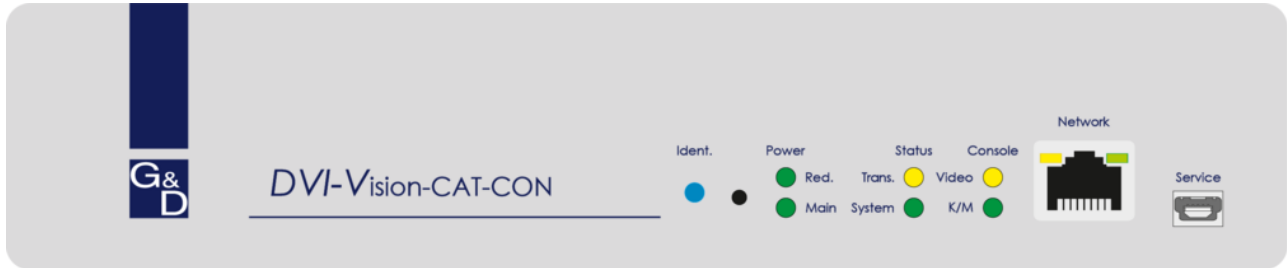 G&
D
DVI-Vision-CAT-CON
Ident.
Power
Red.
Main
Status
Trans.
System
Console
Video
K/M
Network
Service